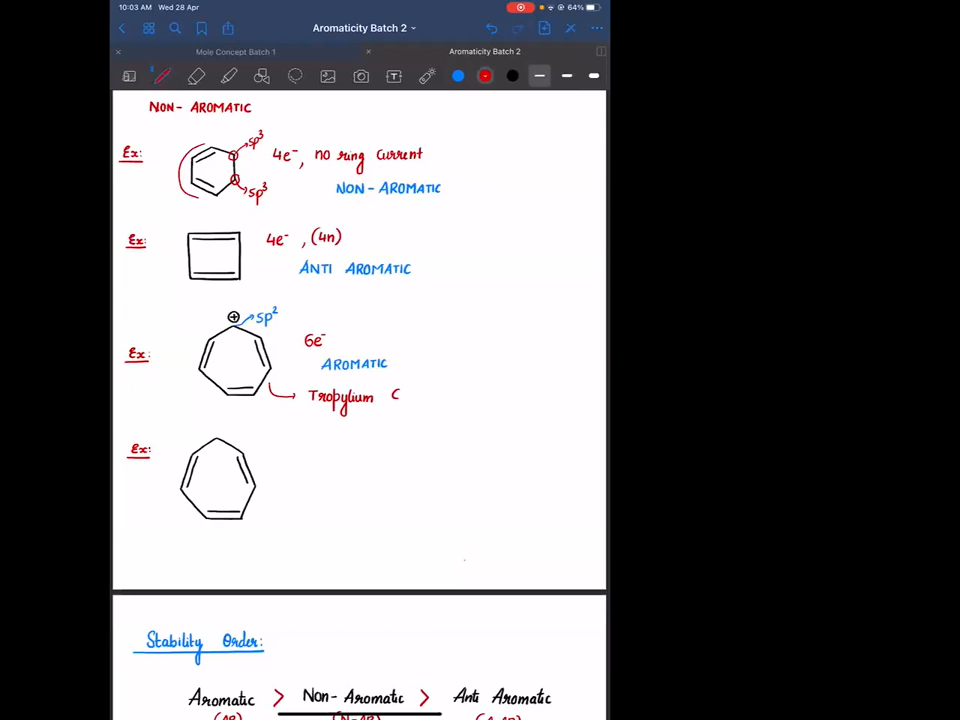 10:03 AM Wed 28 Apr
64%
Aromaticity Batch 2
Mole Concept Batch 1
Aromaticity Batch 2
NON-AROMATIC
Ex:
sp³
sp³
4e⁻, no ring current
NON-AROMATIC
Ex:
4e⁻, (4n)
ANTI AROMATIC
Ex:
⊕
sp²
6e⁻
AROMATIC
Tropylium C
Ex:
Stability Order:
Aromatic > Non-Aromatic > Anti Aromatic